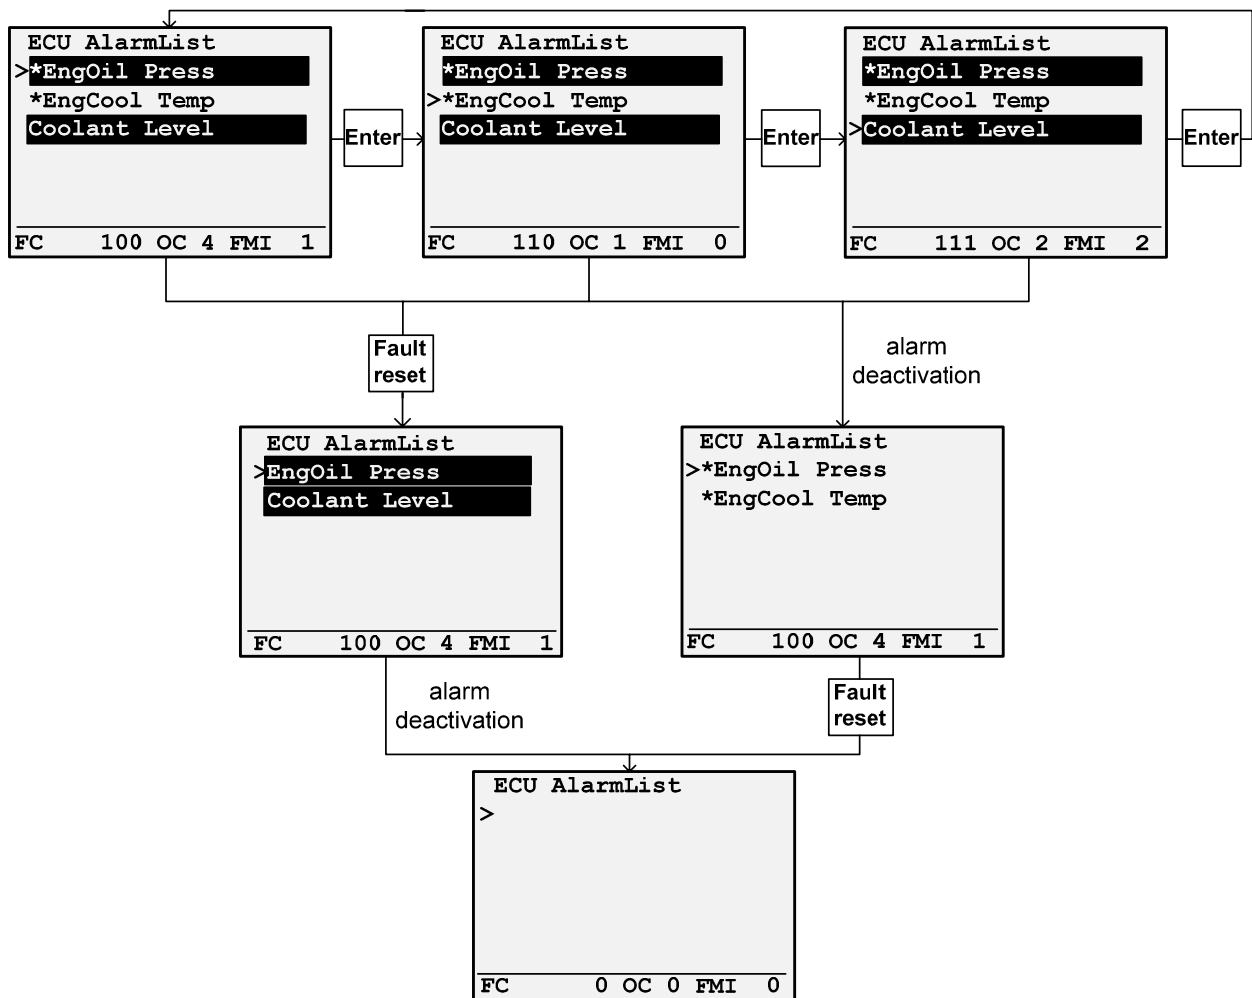 ECU AlarmList
>*EngOil Press
*EngCool Temp
Coolant Level
FC 100 OC 4 FMI 1
Enter
ECU AlarmList
*EngOil Press
>*EngCool Temp
Coolant Level
FC 110 OC 1 FMI 0
Enter
ECU AlarmList
*EngOil Press
*EngCool Temp
>Coolant Level
FC 111 OC 2 FMI 2
Enter
Fault
reset
alarm
deactivation
ECU AlarmList
>EngOil Press
Coolant Level
FC 100 OC 4 FMI 1
ECU AlarmList
>*EngOil Press
*EngCool Temp
FC 100 OC 4 FMI 1
alarm
deactivation
Fault
reset
ECU AlarmList
>
FC 0 OC 0 FMI 0